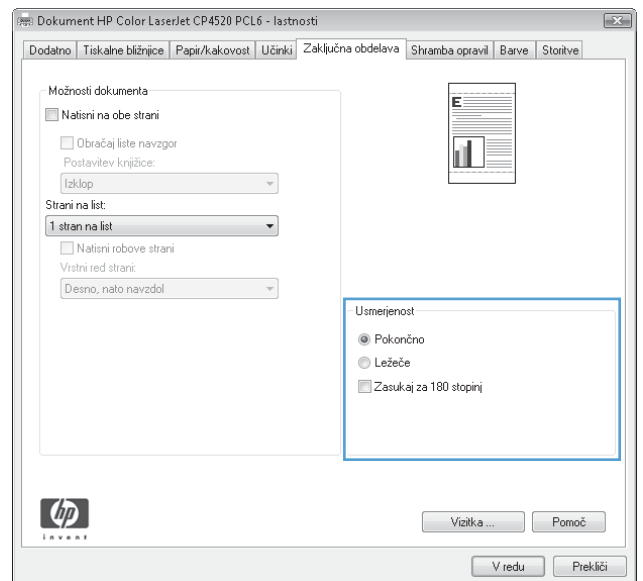 Dokument HP Color LaserJet CP4520 PCL6 - lastnosti
Dodatno Tiskalne bližnjice Papir/kakovost Učinki Zaključna obdelava Shramba opravil Barve Storitve
Možnosti dokumenta
Natisni na obe strani
Obračaj liste navzgor
Postavitev knjižice:
Izklop
Strani na list:
1 stran na list
Natisni robove strani
Vrstni red strani:
Desno, nato navzdol
E
Usmerjenost
Pokončno
Ležeče
Zasukaj za 180 stopinj
hp
invent
Vizitka ... Pomoč
V redu Prekliči